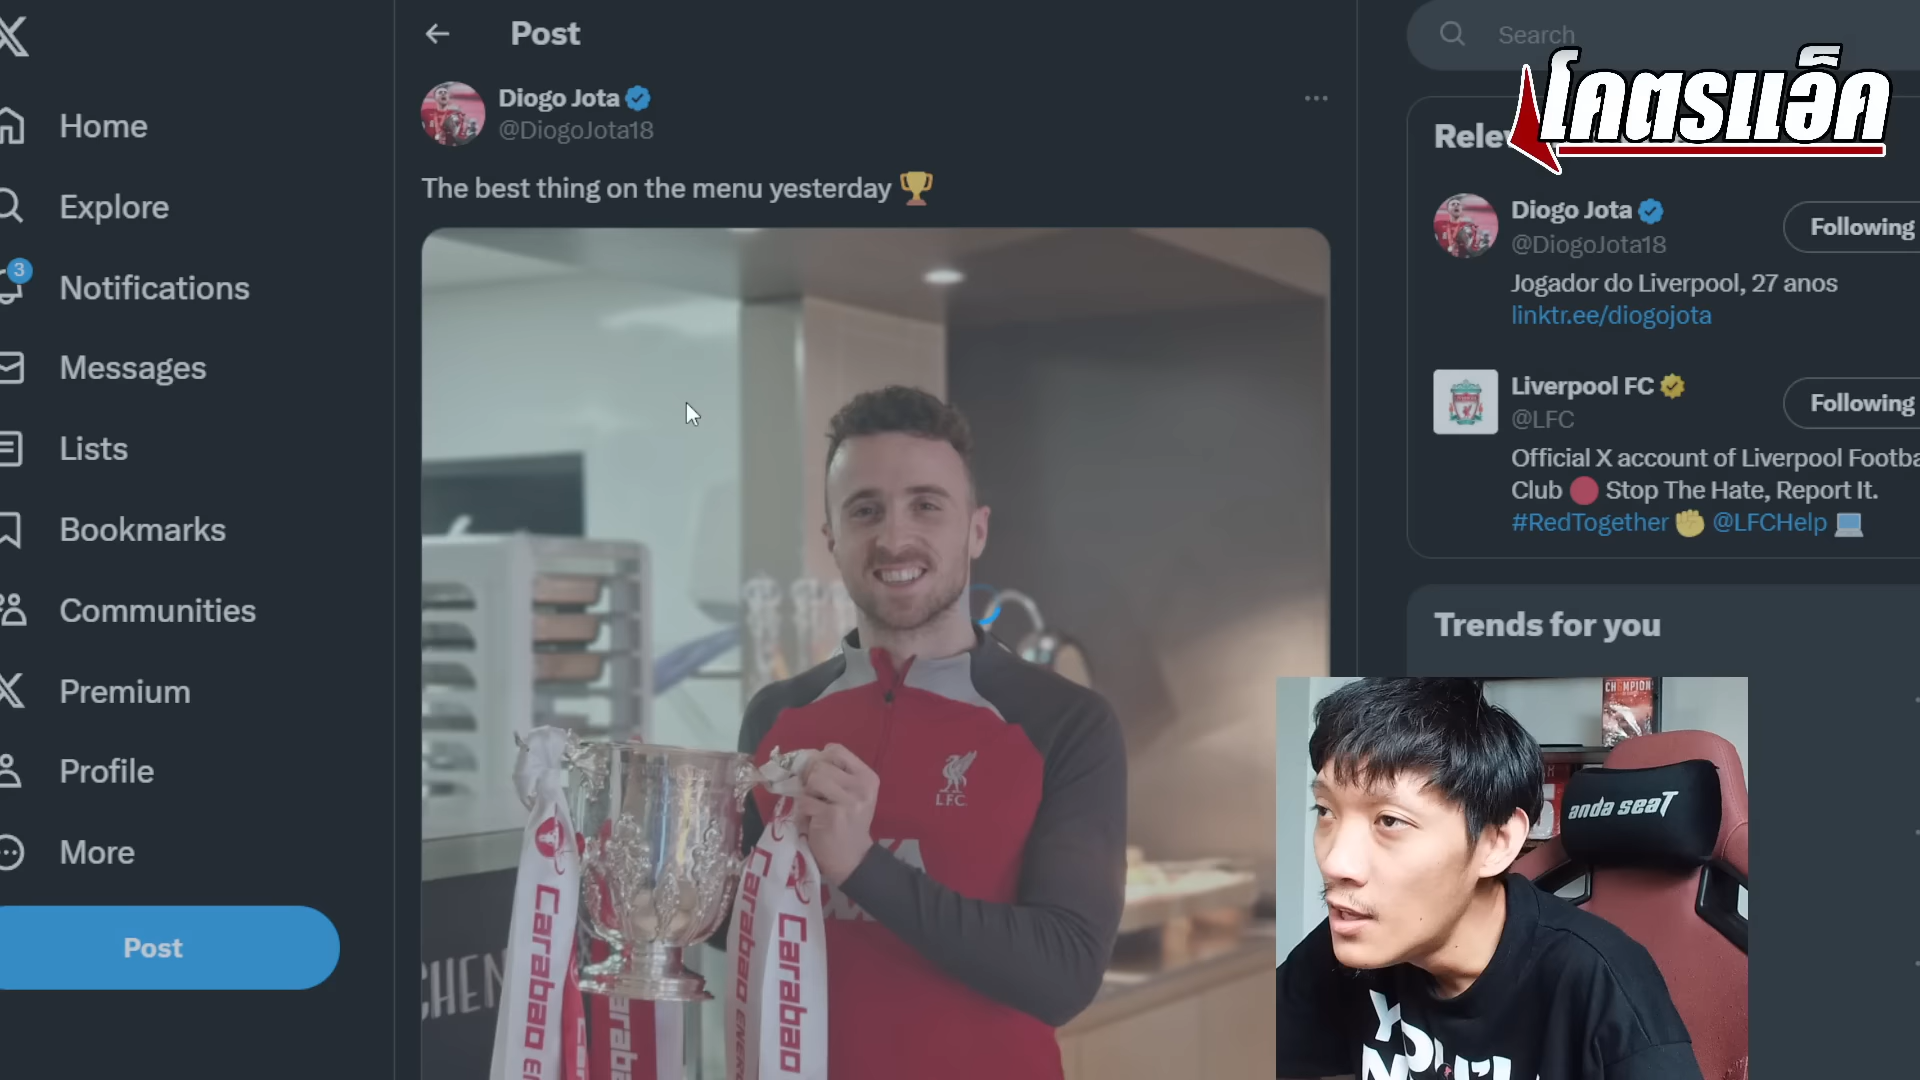 Post
Search
โคตรแอ็ค
Diogo Jota
@DiogoJota18
The best thing on the menu yesterday 🏆
Home
Explore
3
Notifications
Messages
Lists
Bookmarks
Communities
Premium
Profile
More
Post
Diogo Jota
@DiogoJota18
Following
Jogador do Liverpool, 27 anos
linktr.ee/diogojota
Liverpool FC
@LFC
Following
Official X account of Liverpool Footba
Club 🔴 Stop The Hate, Report It.
#RedTogether ✊ @LFCHelp 💻
Trends for you
L.F.C.
Carabao
Carabao
CHAMPION
anda seaT